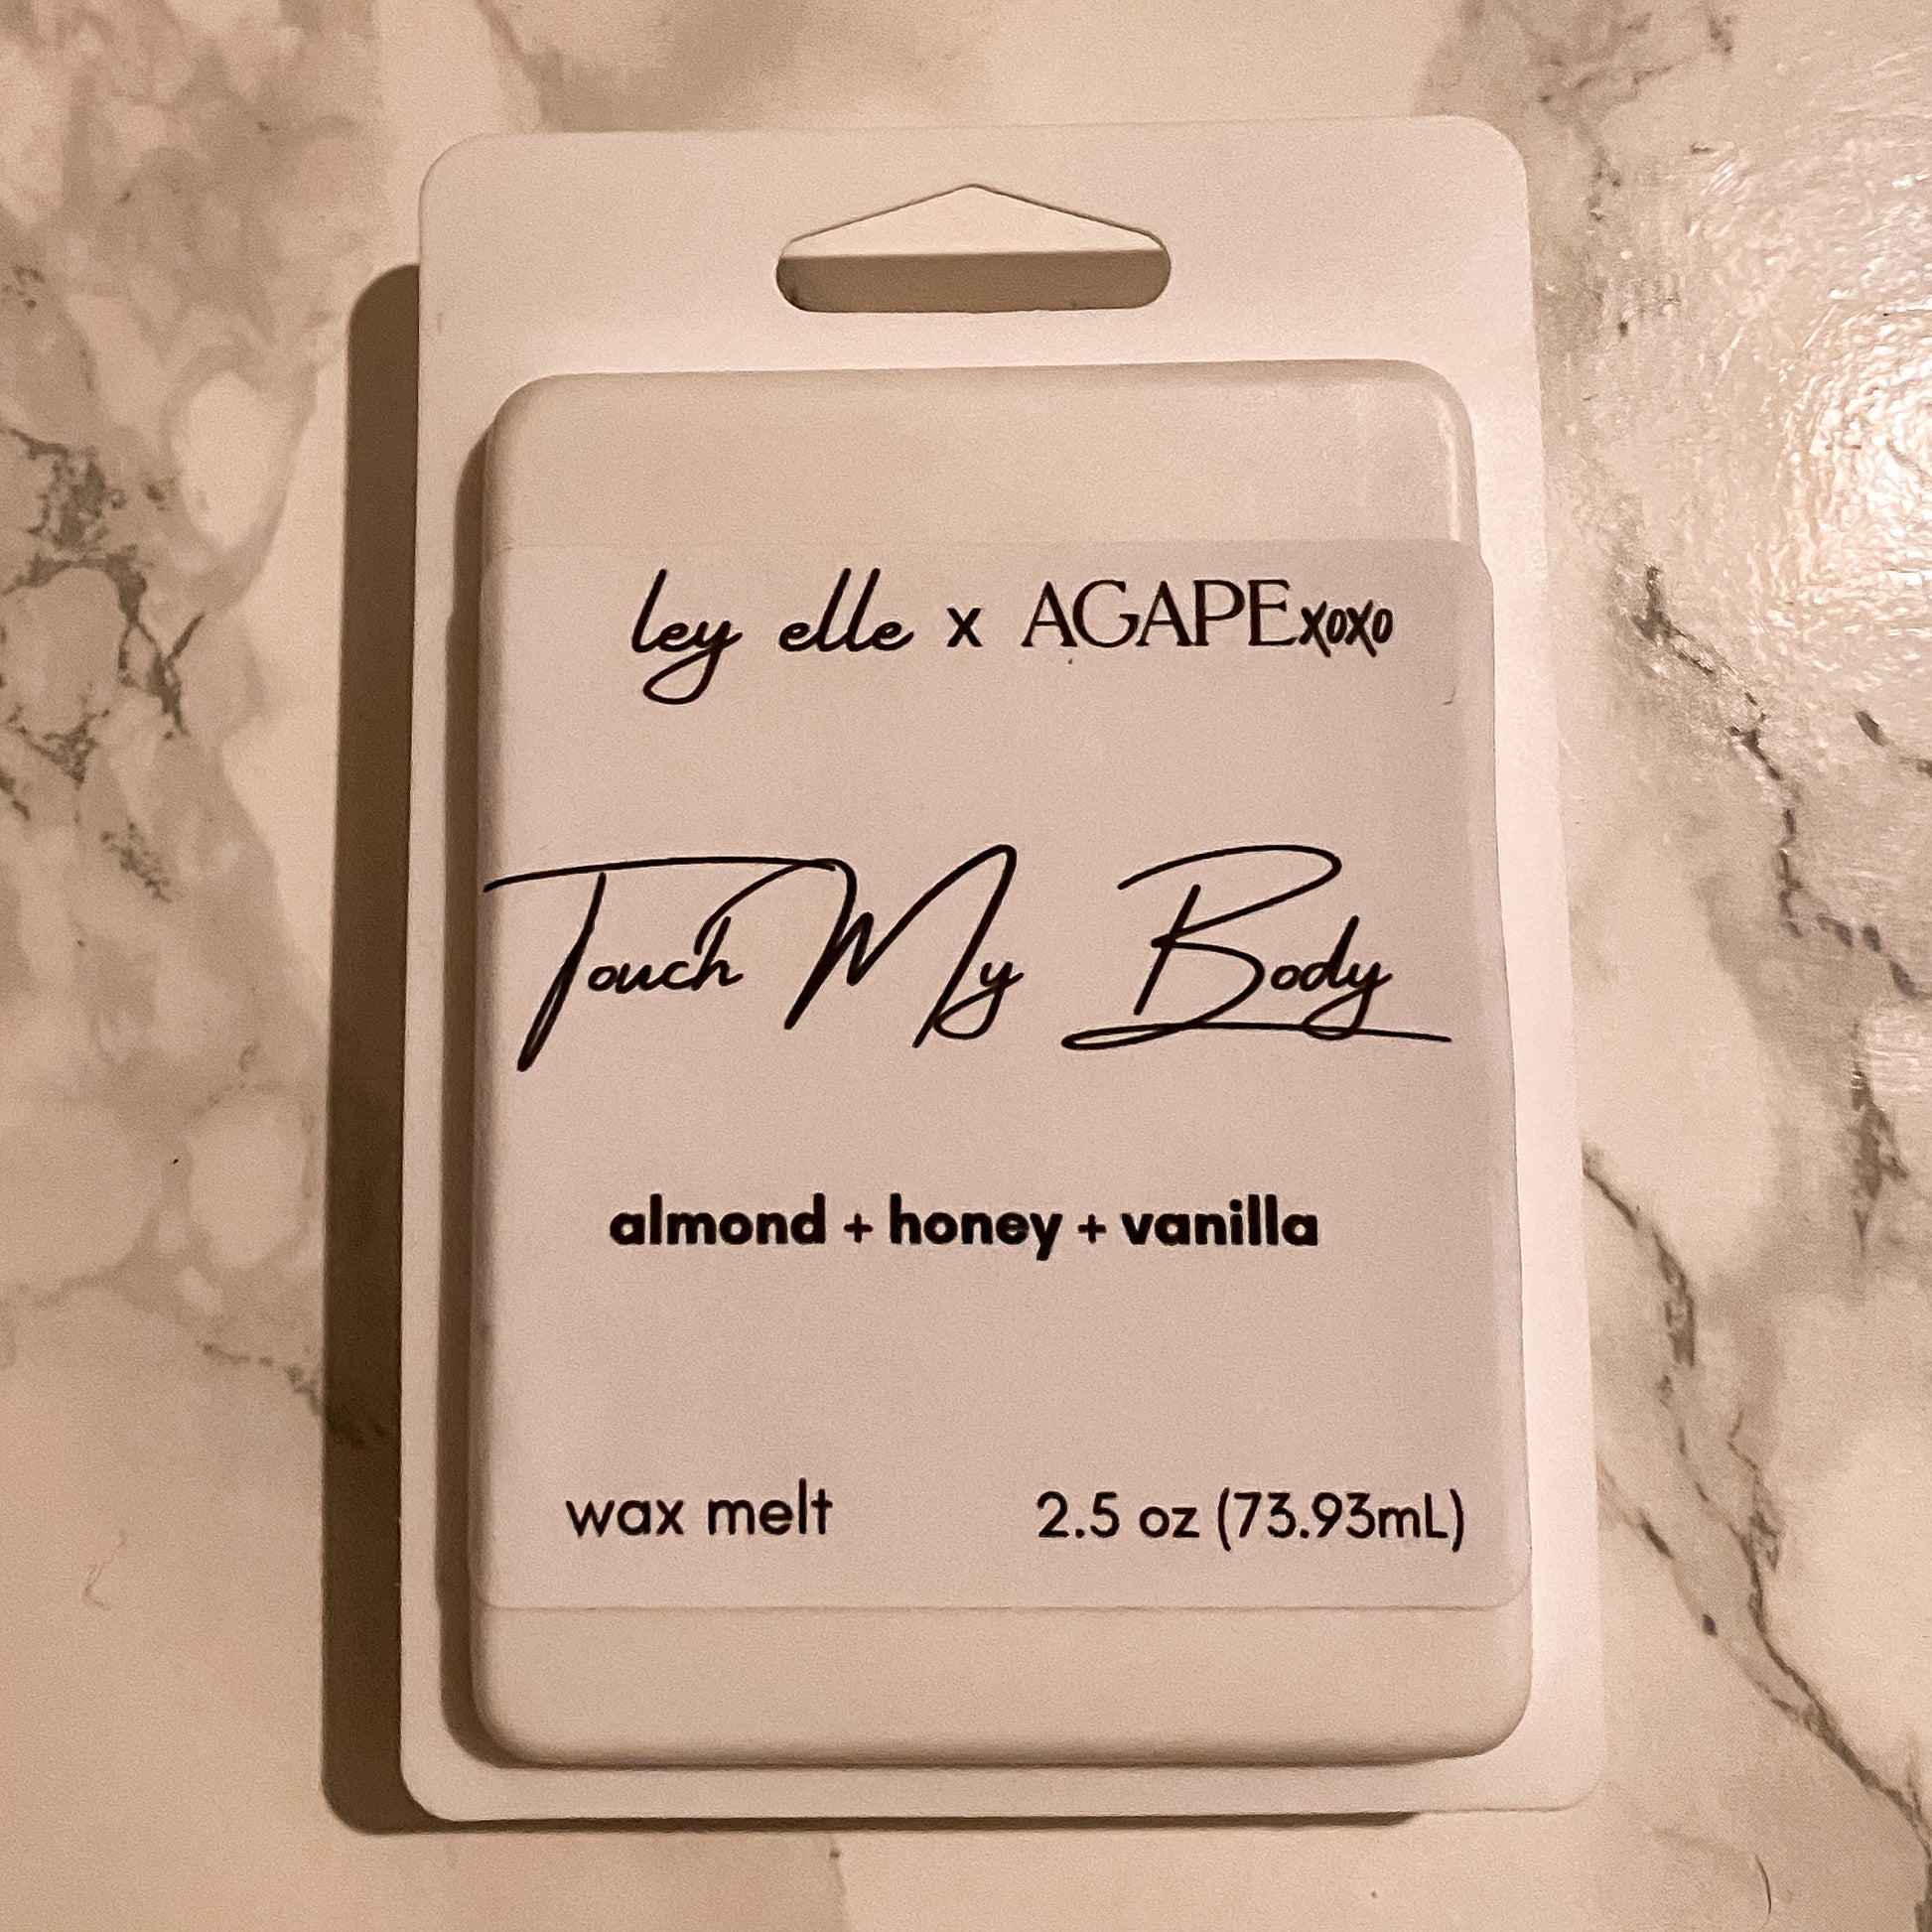 ley elle x AGAPExoxo
Touch My Body
almond + honey + vanilla
wax melt 2.5 oz (73.93mL)